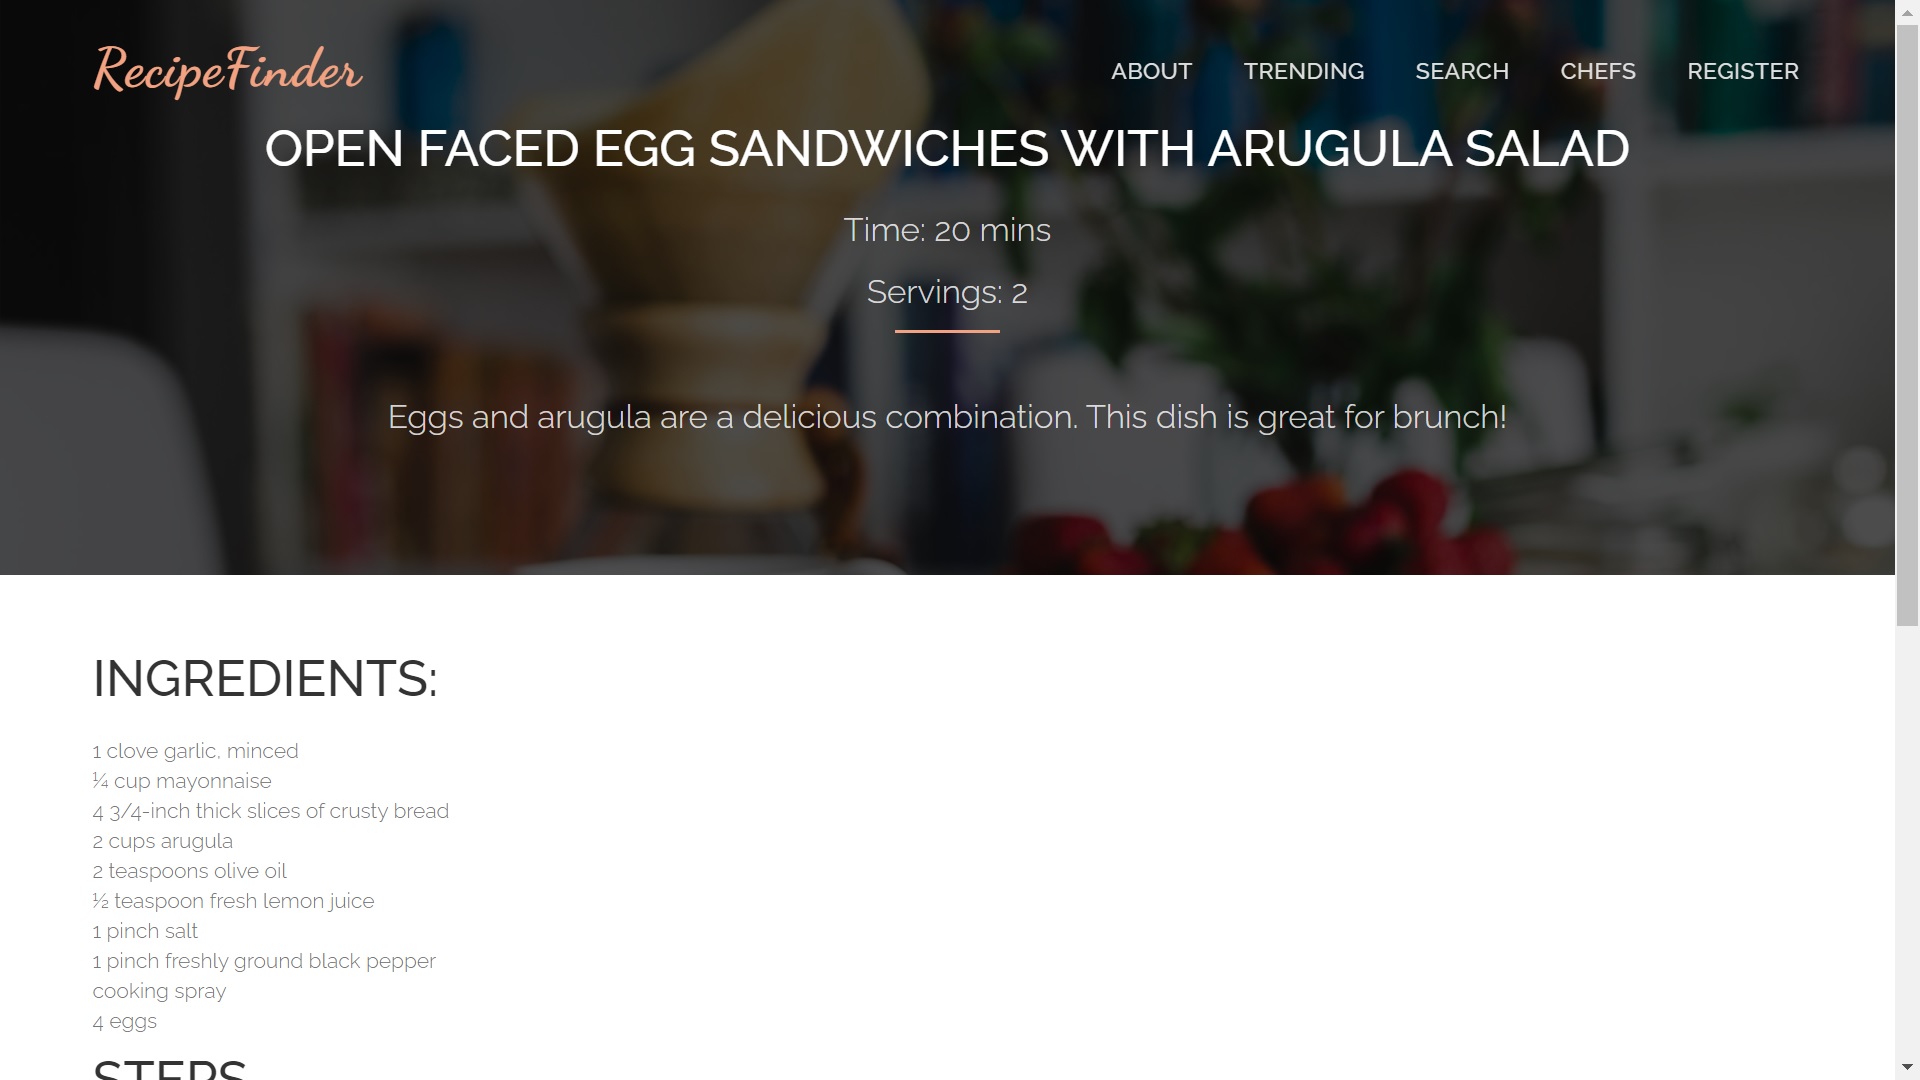 RecipeFinder
ABOUT TRENDING SEARCH CHEFS REGISTER
OPEN FACED EGG SANDWICHES WITH ARUGULA SALAD
Time: 20 mins
Servings: 2
Eggs and arugula are a delicious combination. This dish is great for brunch!
INGREDIENTS:
1 clove garlic, minced
¼ cup mayonnaise
4 3/4-inch thick slices of crusty bread
2 cups arugula
2 teaspoons olive oil
½ teaspoon fresh lemon juice
1 pinch salt
1 pinch freshly ground black pepper
cooking spray
4 eggs
STEPS